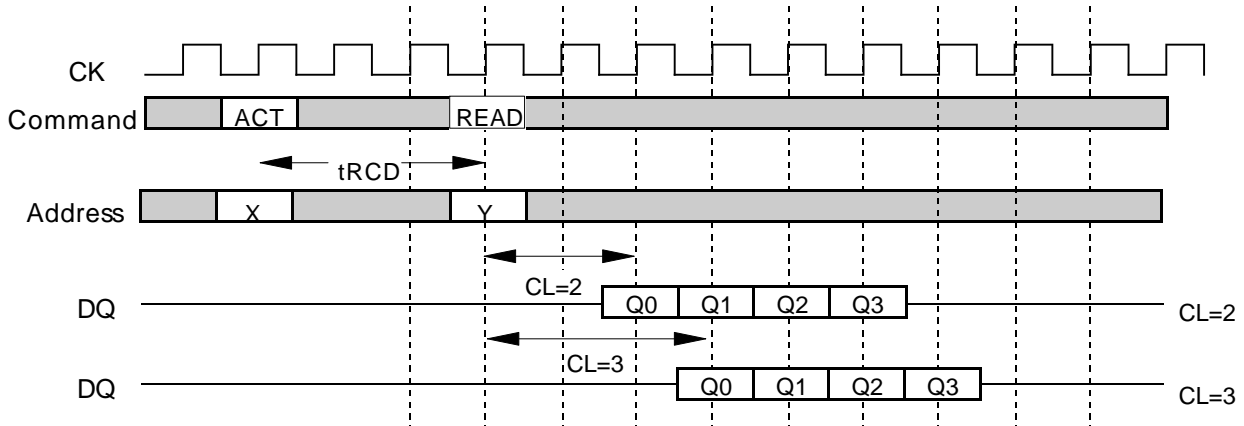 CK
Command ACT READ
tRCD
Address X Y
CL=2
DQ Q0 Q1 Q2 Q3 CL=2
CL=3
DQ Q0 Q1 Q2 Q3 CL=3